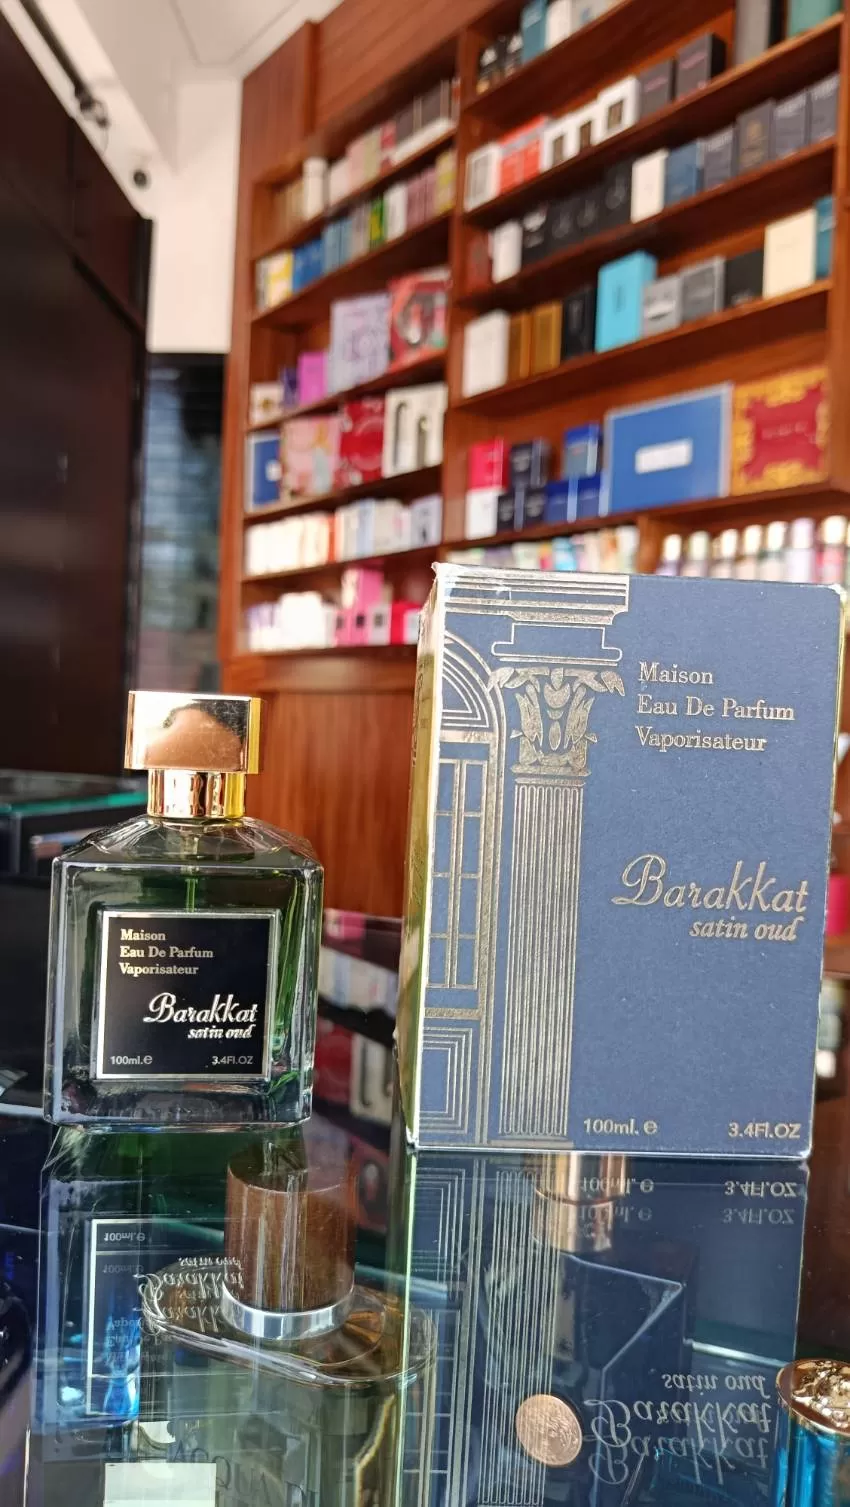 Maison
Eau De Parfum
Vaporisateur
Barakkat
satin oud
100ml.e 3.4Fl.OZ
Maison
Eau De Parfum
Vaporisateur
Barakkat
satin oud
100ml. e 3.4Fl.OZ